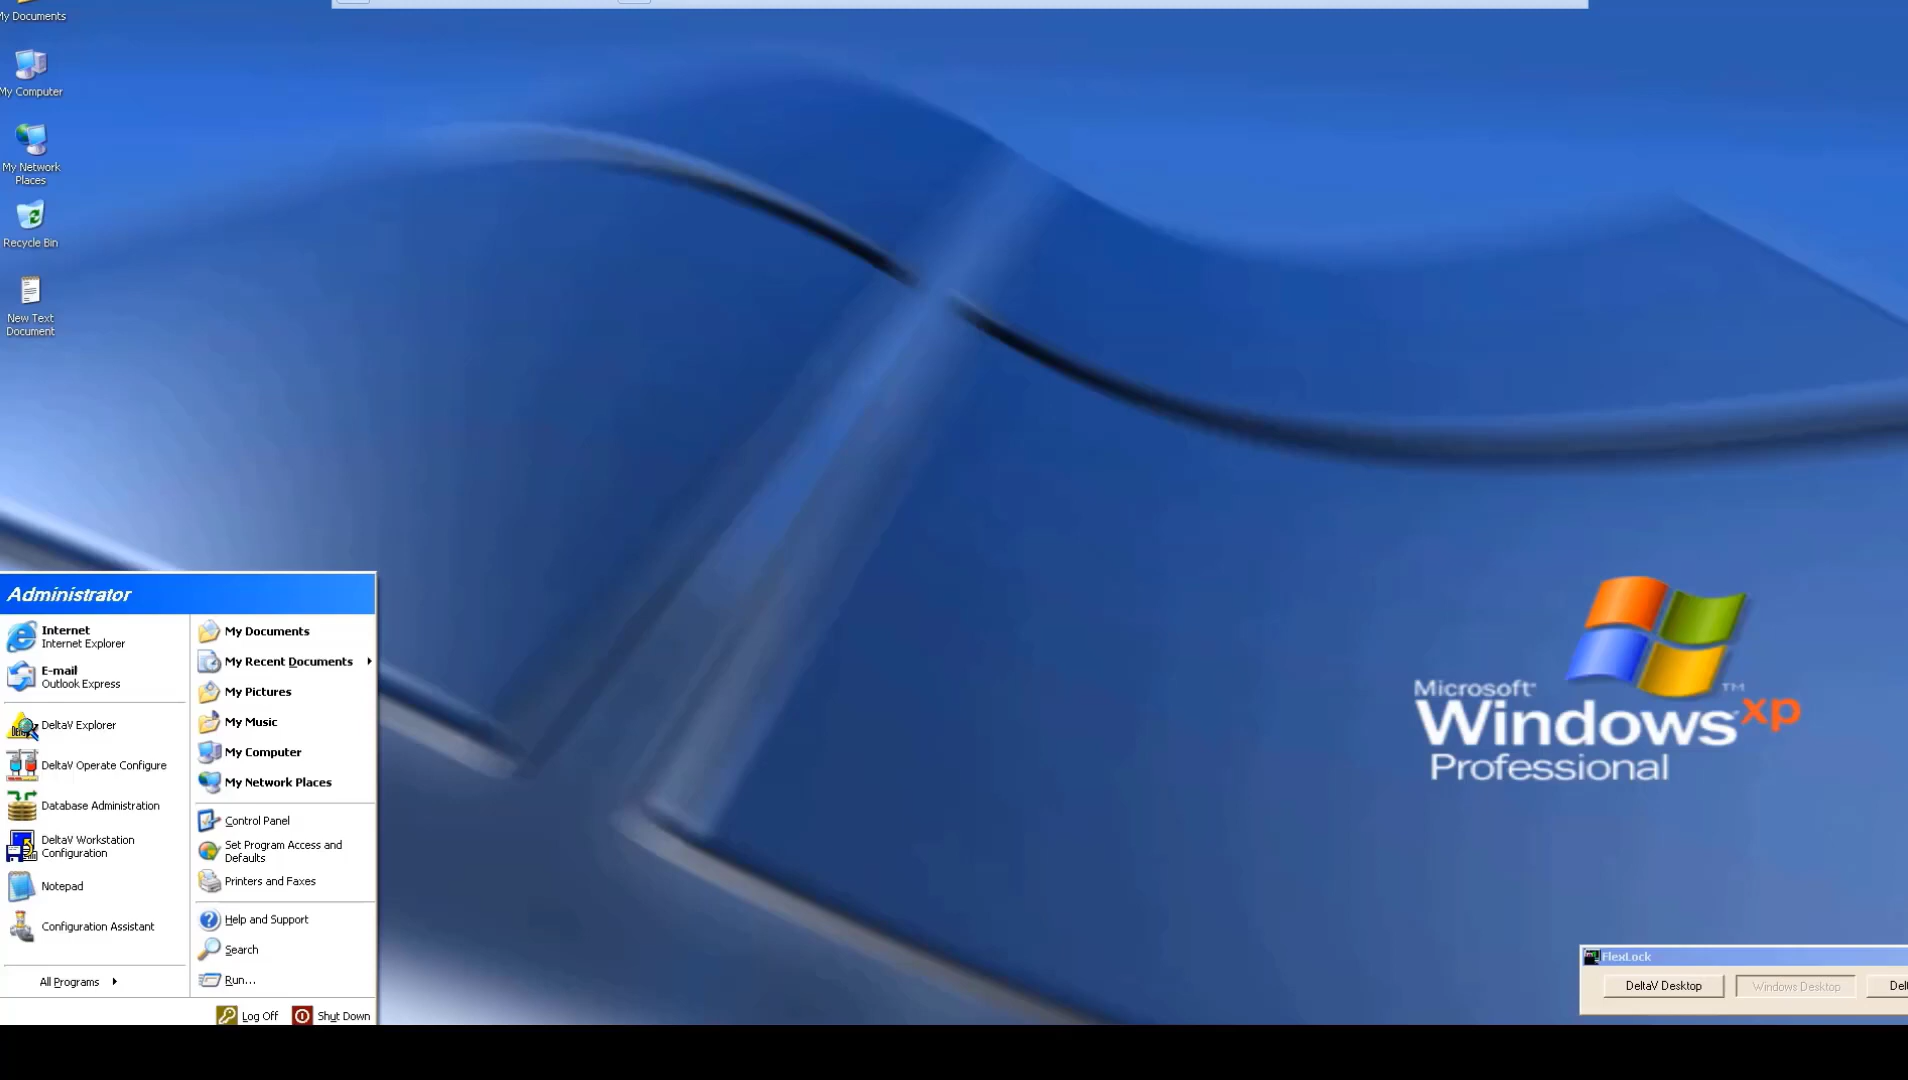 My Documents
My Computer
My Network
Places
Recycle Bin
New Text
Document
Administrator
Internet
Internet Explorer
E-mail
Outlook Express
DeltaV Explorer
DeltaV Operate Configure
Database Administration
DeltaV Workstation
Configuration
Notepad
Configuration Assistant
All Programs
My Documents
My Recent Documents
My Pictures
My Music
My Computer
My Network Places
Control Panel
Set Program Access and
Defaults
Printers and Faxes
Help and Support
Search
Run...
Log Off
Shut Down
Microsoft®
Windows xp™
Professional
FlexLock
DeltaV Desktop
Windows Desktop